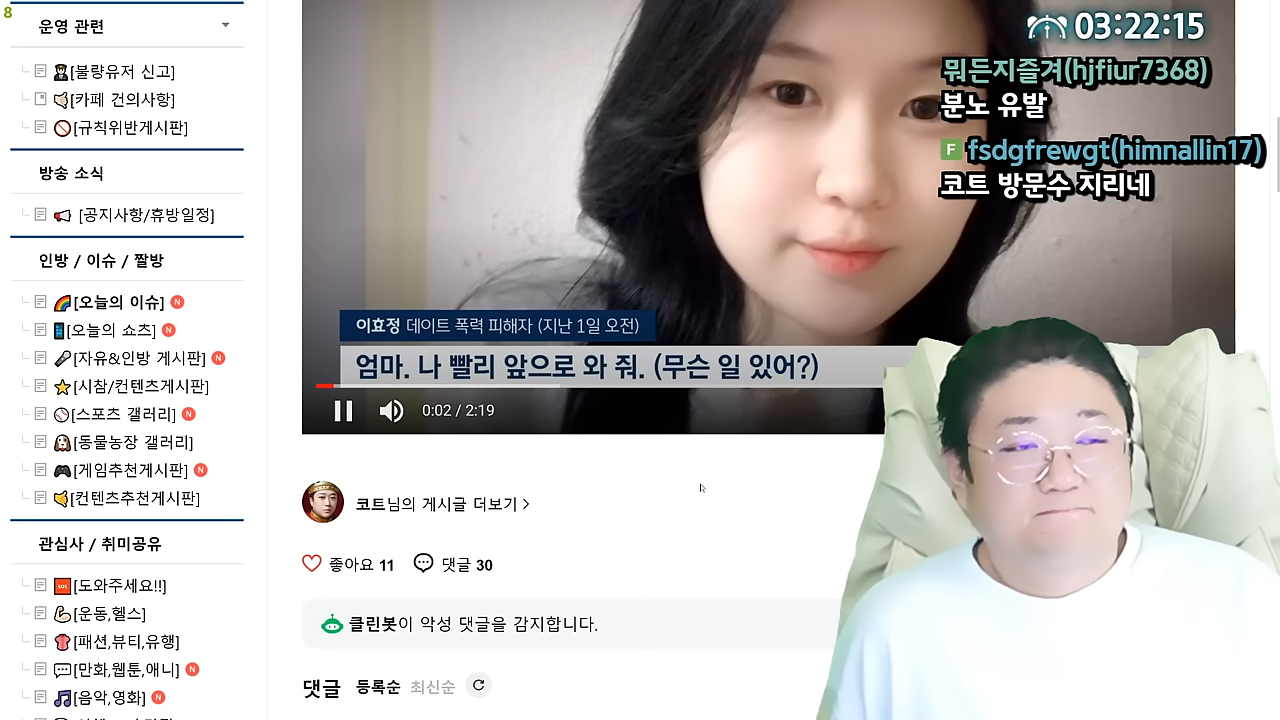 8
운영 관련
[불량유저 신고]
[카페 건의사항]
[규칙위반게시판]
방송 소식
[공지사항/휴방일정]
인방 / 이슈 / 짤방
[오늘의 이슈] N
[오늘의 쇼츠] N
[자유&인방 게시판] N
[시참/컨텐츠게시판]
[스포츠 갤러리] N
[동물농장 갤러리]
[게임추천게시판] N
[컨텐츠추천게시판]
관심사 / 취미공유
SOS [도와주세요!!]
[운동,헬스]
[패션,뷰티,유행]
[만화,웹툰,애니] N
[음악,영화] N
03:22:15
뭐든지즐겨(hjfiur7368)
분노 유발
F fsdgfrewgt(himnallin17)
코트 방문수 지리네
이효정 데이트 폭력 피해자 (지난 1일 오전)
엄마. 나 빨리 앞으로 와 줘. (무슨 일 있어?)
0:02 / 2:19
코트님의 게시글 더보기 >
좋아요 11 댓글 30
클린봇이 악성 댓글을 감지합니다.
댓글 등록순 최신순